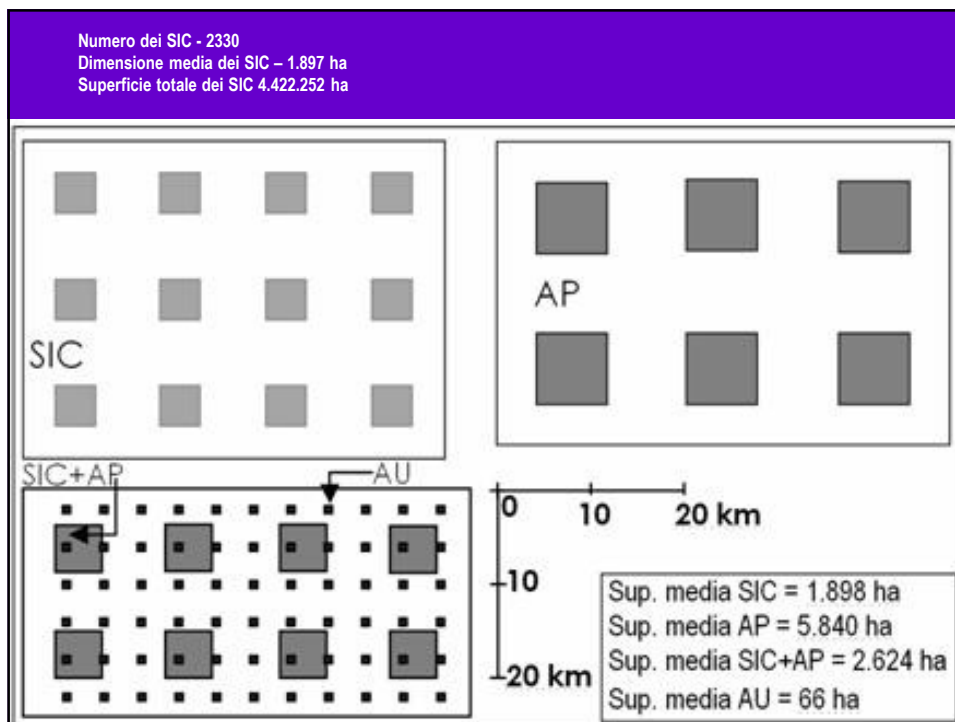 Numero dei SIC - 2330
Dimensione media dei SIC – 1.897 ha
Superficie totale dei SIC 4.422.252 ha
SIC
AP
SIC+AP
AU
0
10
20 km
10
20 km
Sup. media SIC = 1.898 ha
Sup. media AP = 5.840 ha
Sup. media SIC+AP = 2.624 ha
Sup. media AU = 66 ha